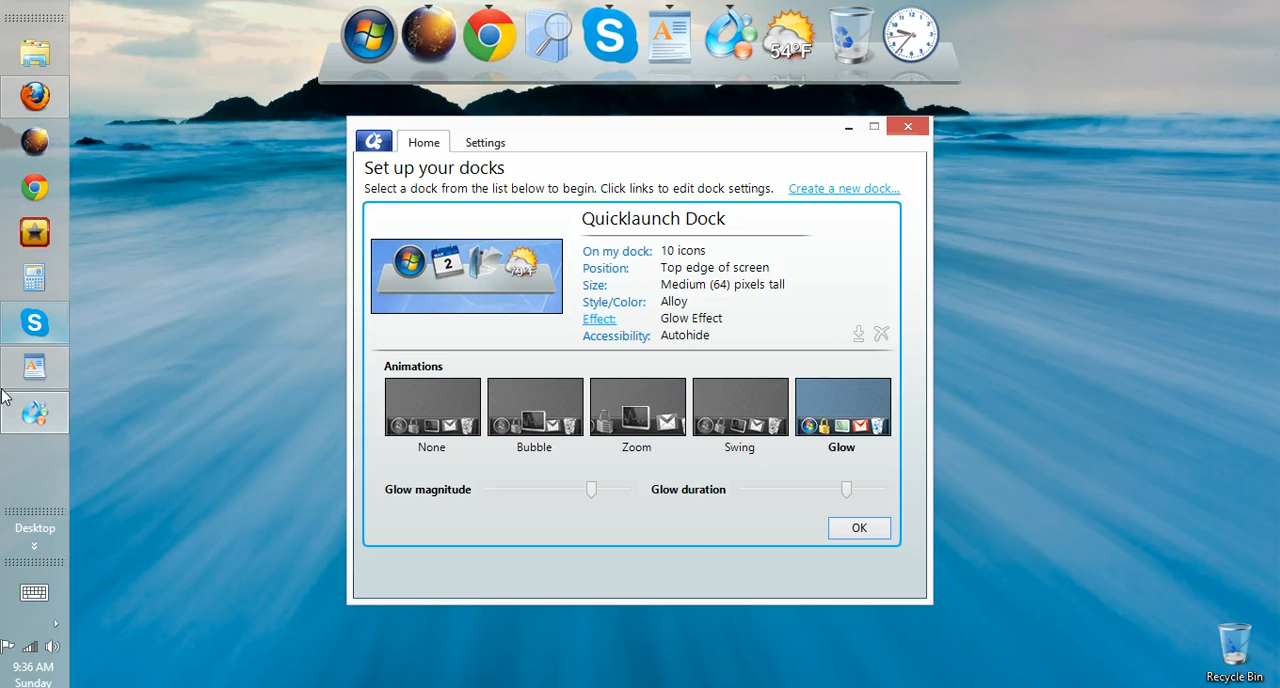 54°F
Home
Settings
Set up your docks
Select a dock from the list below to begin. Click links to edit dock settings.
Create a new dock...
Quicklaunch Dock
On my dock: 10 icons
Position: Top edge of screen
Size: Medium (64) pixels tall
Style/Color: Alloy
Effect: Glow Effect
Accessibility: Autohide
2
Animations
None
Bubble
Zoom
Swing
Glow
Glow magnitude
Glow duration
OK
Desktop
9:36 AM
Sunday
Recycle Bin